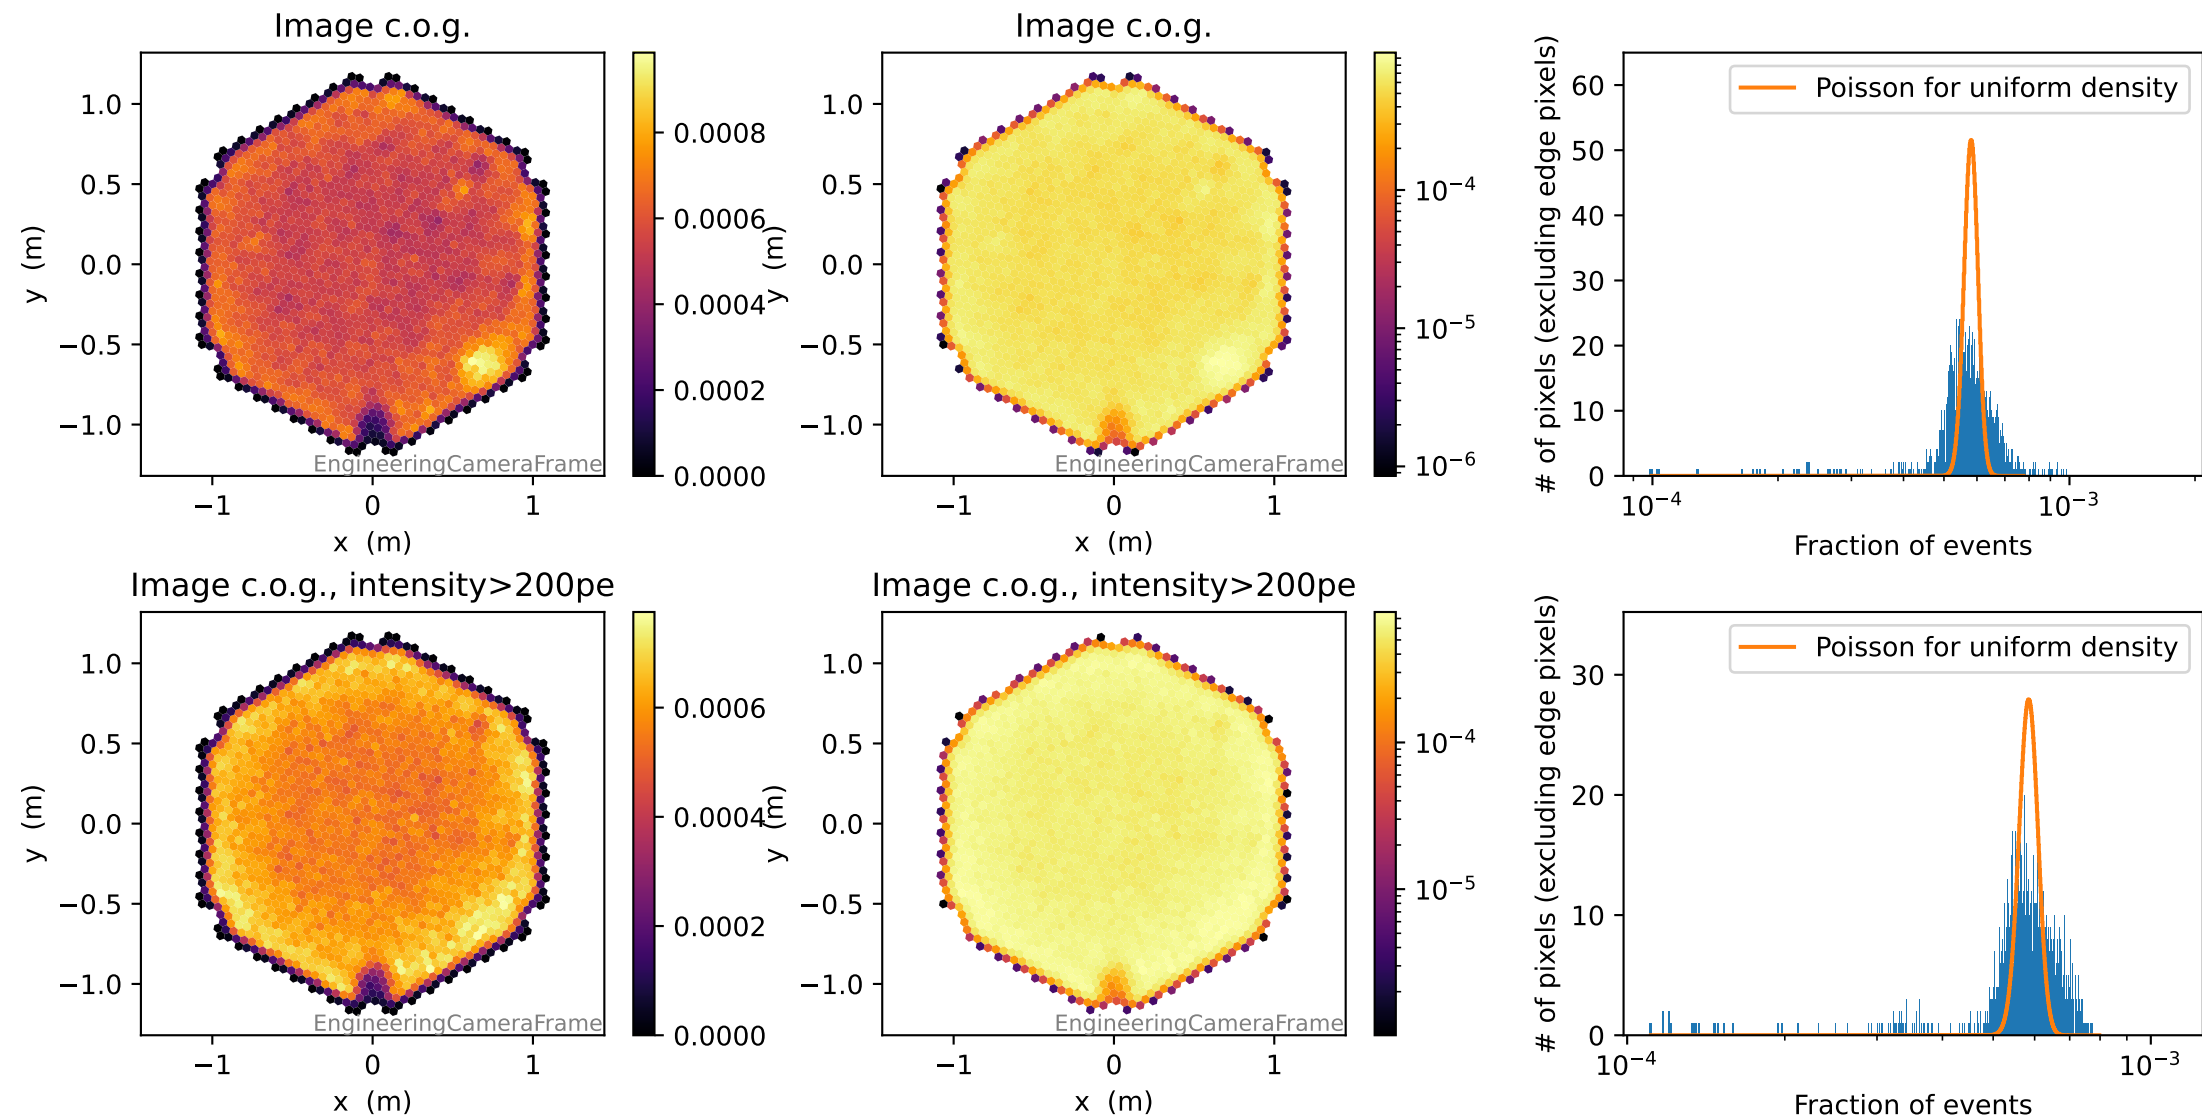 Image c.o.g.
1.0
0.5
0.0
−0.5
−1.0
y (m)
−1
0
1
x (m)
EngineeringCameraFrame
0.0008
0.0006
0.0004
0.0002
0.0000
Image c.o.g.
1.0
0.5
0.0
−0.5
−1.0
y (m)
−1
0
1
x (m)
EngineeringCameraFrame
10−4
10−5
10−6
Poisson for uniform density
60
50
40
30
20
10
0
# of pixels (excluding edge pixels)
10−4
10−3
Fraction of events
Image c.o.g., intensity>200pe
1.0
0.5
0.0
−0.5
−1.0
y (m)
−1
0
1
x (m)
EngineeringCameraFrame
0.0006
0.0004
0.0002
0.0000
Image c.o.g., intensity>200pe
1.0
0.5
0.0
−0.5
−1.0
y (m)
−1
0
1
x (m)
EngineeringCameraFrame
10−4
10−5
Poisson for uniform density
30
20
10
0
# of pixels (excluding edge pixels)
10−4
10−3
Fraction of events